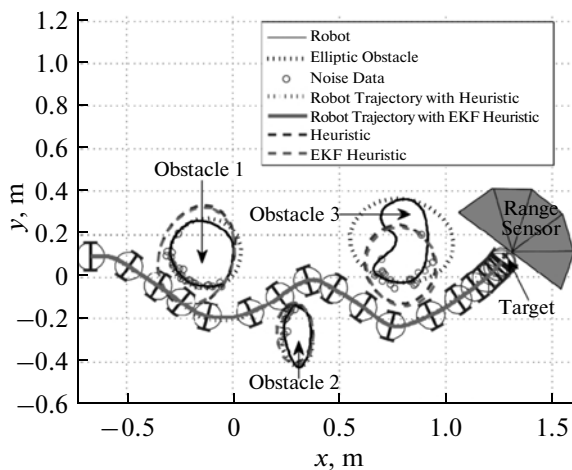 1.2
1.0
0.8
0.6
0.4
0.2
0
−0.2
−0.4
−0.6
y, m
Robot
Elliptic Obstacle
Noise Data
Robot Trajectory with Heuristic
Robot Trajectory with EKF Heuristic
Heuristic
EKF Heuristic
Obstacle 1
Obstacle 3
Range
Sensor
Target
Obstacle 2
−0.5
0
0.5
1.0
1.5
x, m